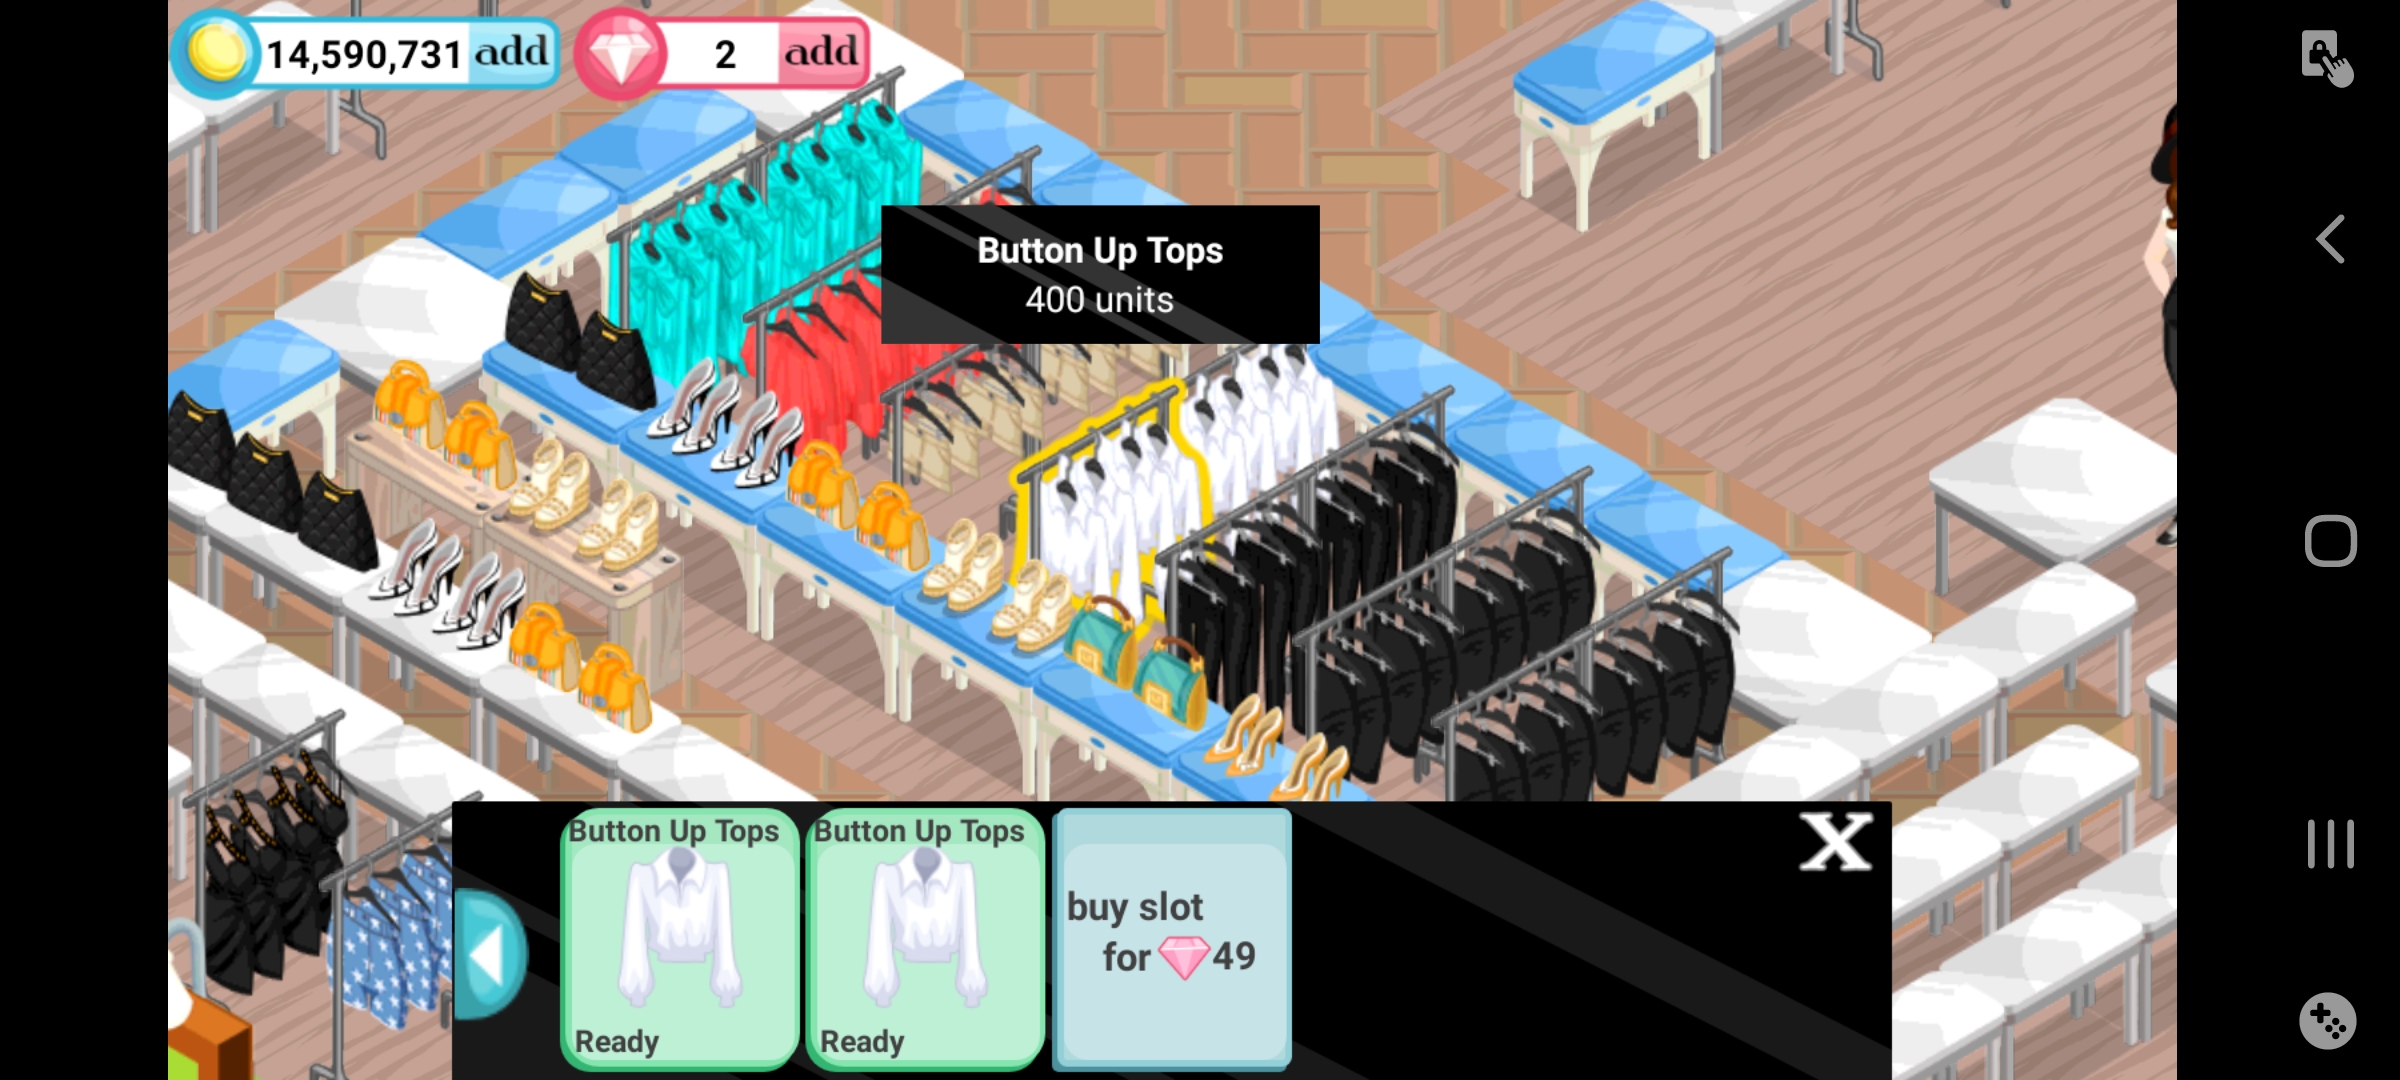 14,590,731 add
2 add
Button Up Tops
400 units
Button Up Tops
Ready
Button Up Tops
Ready
buy slot
for 49
X